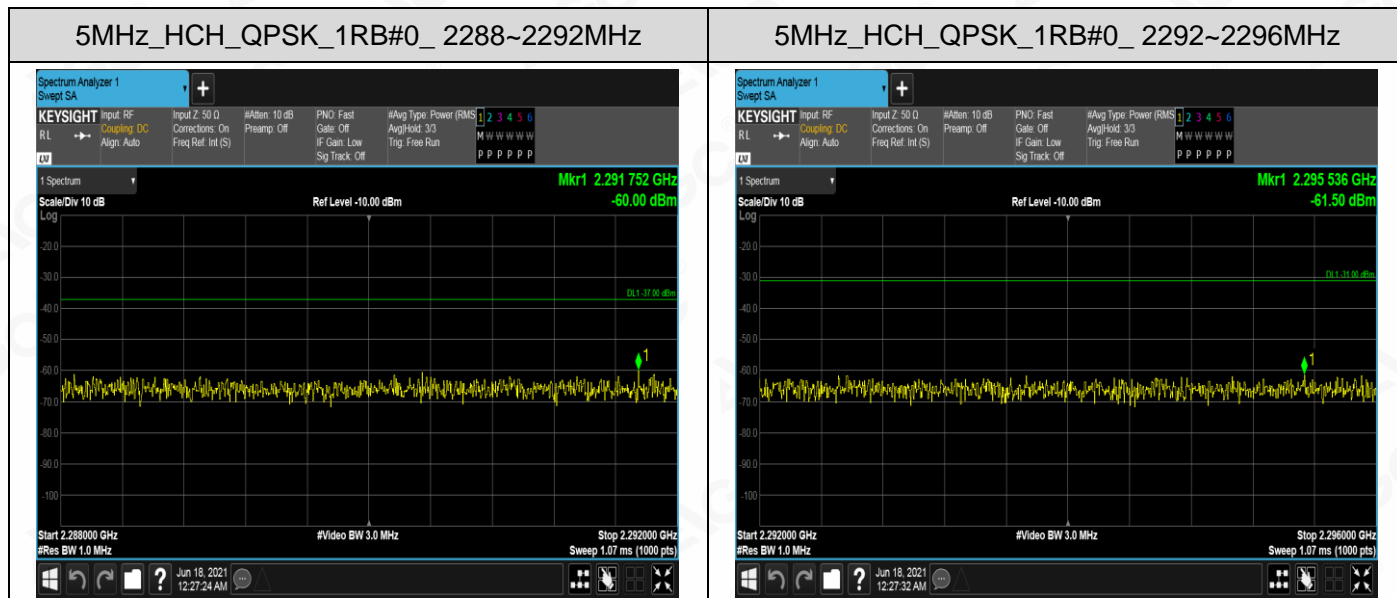 5MHz_HCH_QPSK_1RB#0_ 2288~2292MHz
Spectrum Analyzer 1
Swept SA
+
KEYSIGHT
RL
LXI
Input: RF
Coupling: DC
Align: Auto
Input Z: 50 Ω
Corrections: On
Freq Ref: Int (S)
#Atten: 10 dB
Preamp: Off
PNO: Fast
Gate: Off
IF Gain: Low
Sig Track: Off
#Avg Type: Power (RMS
Avg|Hold: 3/3
Trig: Free Run
1 2 3 4 5 6
M W W W W W
P P P P P P
1 Spectrum
Mkr1 2.291 752 GHz
Scale/Div 10 dB
Ref Level -10.00 dBm
-60.00 dBm
Log
-20.0
-30.0
DL1 -37.00 dBm
-40.0
-50.0
1
-60.0
-70.0
-80.0
-90.0
-100
Start 2.288000 GHz
#Video BW 3.0 MHz
Stop 2.292000 GHz
#Res BW 1.0 MHz
Sweep 1.07 ms (1000 pts)
?
Jun 18, 2021
12:27:24 AM
5MHz_HCH_QPSK_1RB#0_ 2292~2296MHz
Spectrum Analyzer 1
Swept SA
+
KEYSIGHT
RL
LXI
Input: RF
Coupling: DC
Align: Auto
Input Z: 50 Ω
Corrections: On
Freq Ref: Int (S)
#Atten: 10 dB
Preamp: Off
PNO: Fast
Gate: Off
IF Gain: Low
Sig Track: Off
#Avg Type: Power (RMS
Avg|Hold: 3/3
Trig: Free Run
1 2 3 4 5 6
M W W W W W
P P P P P P
1 Spectrum
Mkr1 2.295 536 GHz
Scale/Div 10 dB
Ref Level -10.00 dBm
-61.50 dBm
Log
-20.0
-30.0
DL1 -31.00 dBm
-40.0
-50.0
1
-60.0
-70.0
-80.0
-90.0
-100
Start 2.292000 GHz
#Video BW 3.0 MHz
Stop 2.296000 GHz
#Res BW 1.0 MHz
Sweep 1.07 ms (1000 pts)
?
Jun 18, 2021
12:27:32 AM